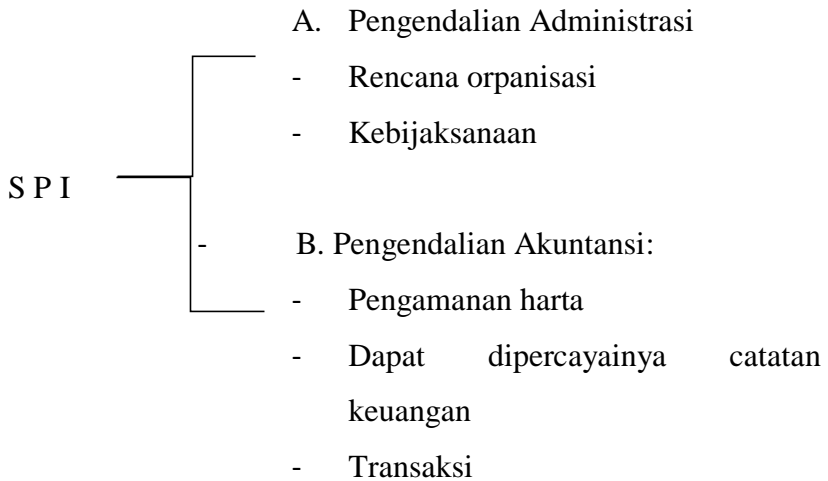 A. Pengendalian Administrasi
- Rencana orpanisasi
- Kebijaksanaan
S P I
- B. Pengendalian Akuntansi:
- Pengamanan harta
- Dapat dipercayainya catatan
keuangan
- Transaksi